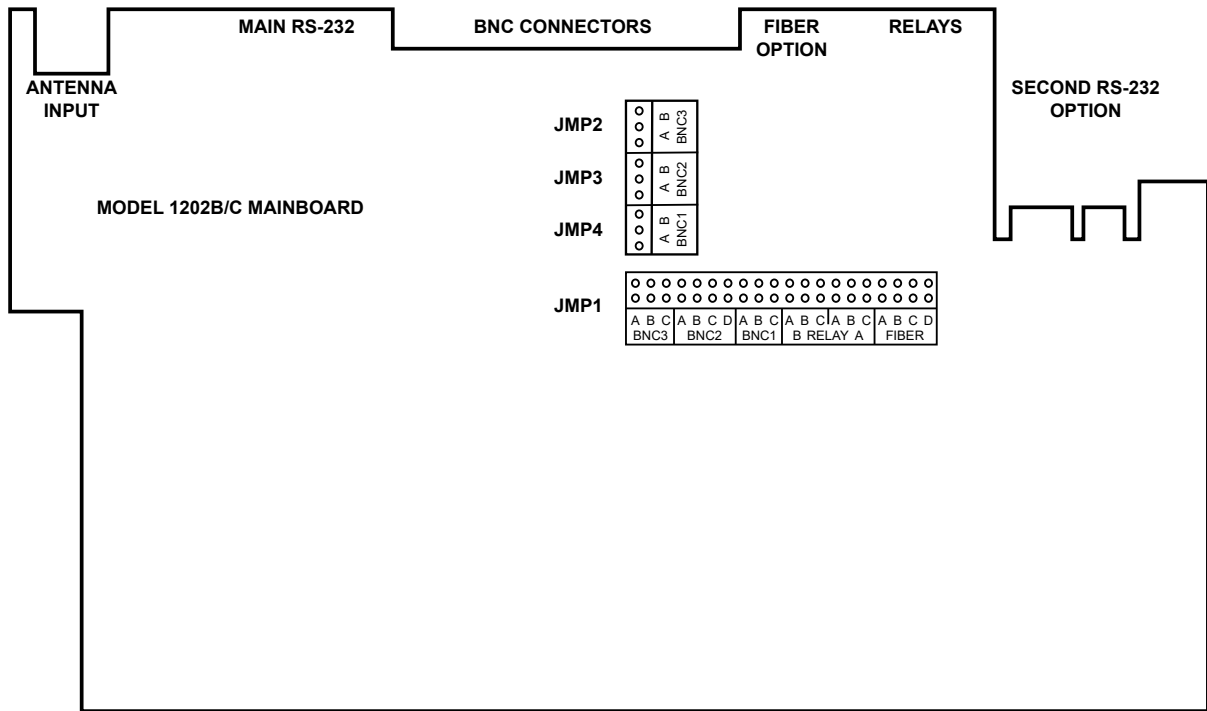 MAIN RS-232
BNC CONNECTORS
FIBER
OPTION
RELAYS
ANTENNA
INPUT
SECOND RS-232
OPTION
JMP2
A B
BNC3
JMP3
A B
BNC2
MODEL 1202B/C MAINBOARD
JMP4
A B
BNC1
JMP1
A B C A B C D A B C A B C A B C A B C D
BNC3 BNC2 BNC1 B RELAY A FIBER